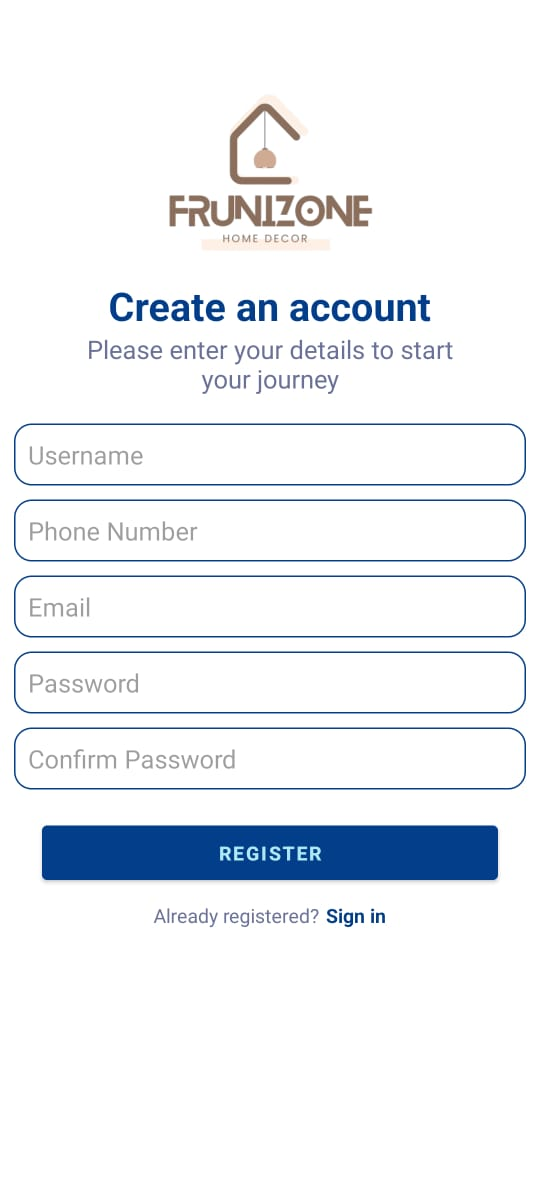 FRUNIZONE
HOME DECOR
Create an account
Please enter your details to start
your journey
Username
Phone Number
Email
Password
Confirm Password
REGISTER
Already registered? Sign in